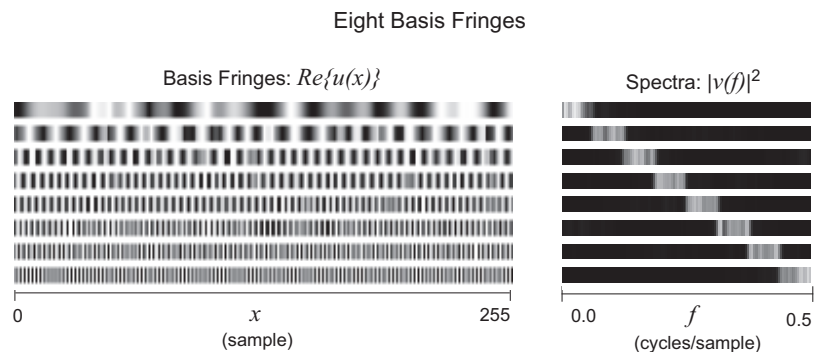 Eight Basis Fringes
Basis Fringes: Re{u(x)}
Spectra: |v(f)|²
0
x
255
(sample)
0.0
f
0.5
(cycles/sample)